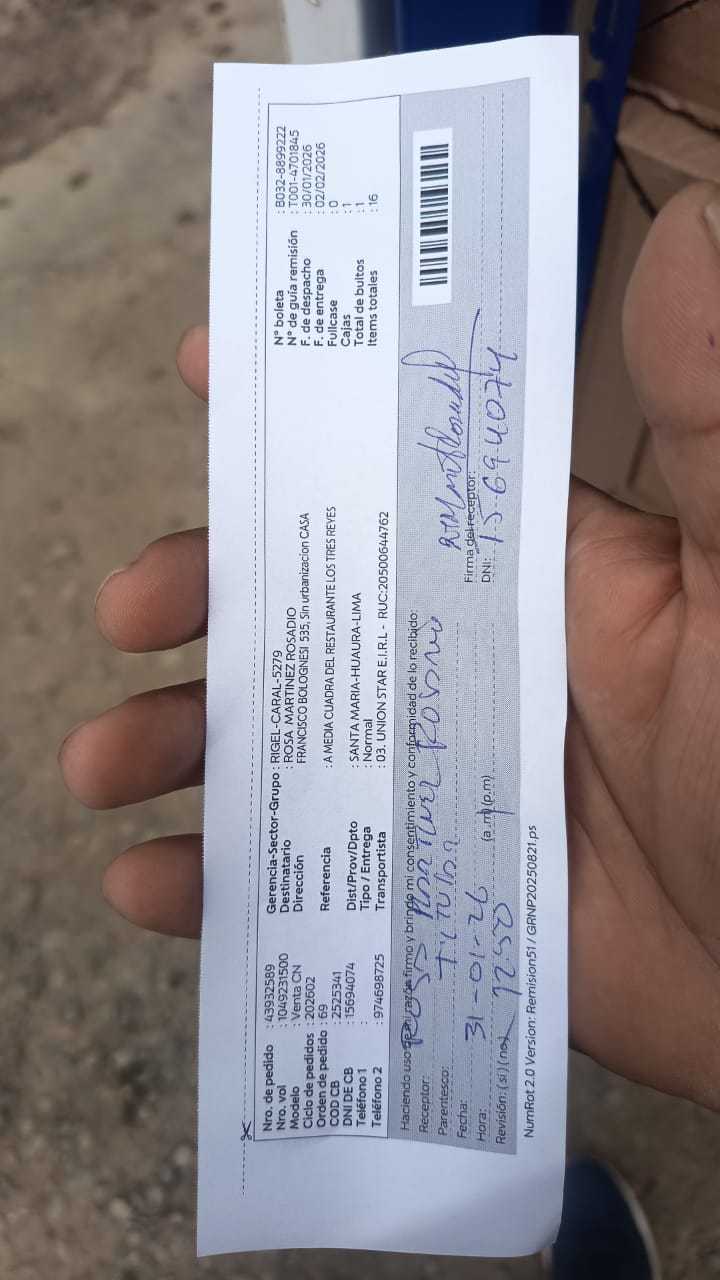 Nro. de pedido : 43932589
Nro. vol : 1049231500
Modelo : Venta CN
Ciclo de pedidos : 202602
Orden de pedido : 69
COD CB : 2525341
DNI DE CB : 15694074
Teléfono 1 :
Teléfono 2 : 974698725
Gerencia-Sector-Grupo : RIGEL-CARAL-5279
Destinatario : ROSA MARTINEZ ROSADIO
Dirección FRANCISCO BOLOGNESI 535, Sin urbanizacion CASA
Referencia : A MEDIA CUADRA DEL RESTAURANTE LOS TRES REYES
Dist/Prov/Dpto : SANTA MARIA-HUAURA-LIMA
Tipo / Entrega : Normal
Transportista : 03. UNION STAR E.I.R.L - RUC:20500644762
N° boleta : B032-8899222
N° de guía remisión : T001-4701845
F. de despacho : 30/01/2026
F. de entrega : 02/02/2026
Fullcase : 0
Cajas : 1
Total de bultos : 1
Items totales : 16
Haciendo uso de mi razón firmo y brindo mi consentimiento y conformidad de lo recibido:
Receptor:
Parentesco: Titular
Fecha: 31-01-26
Hora: 1250 (a.m) (p.m)
Revisión: (si) (no)
Firma del receptor:
DNI: 15694074
NumRot 2.0 Version: Remision51 / GRNP20250821.ps